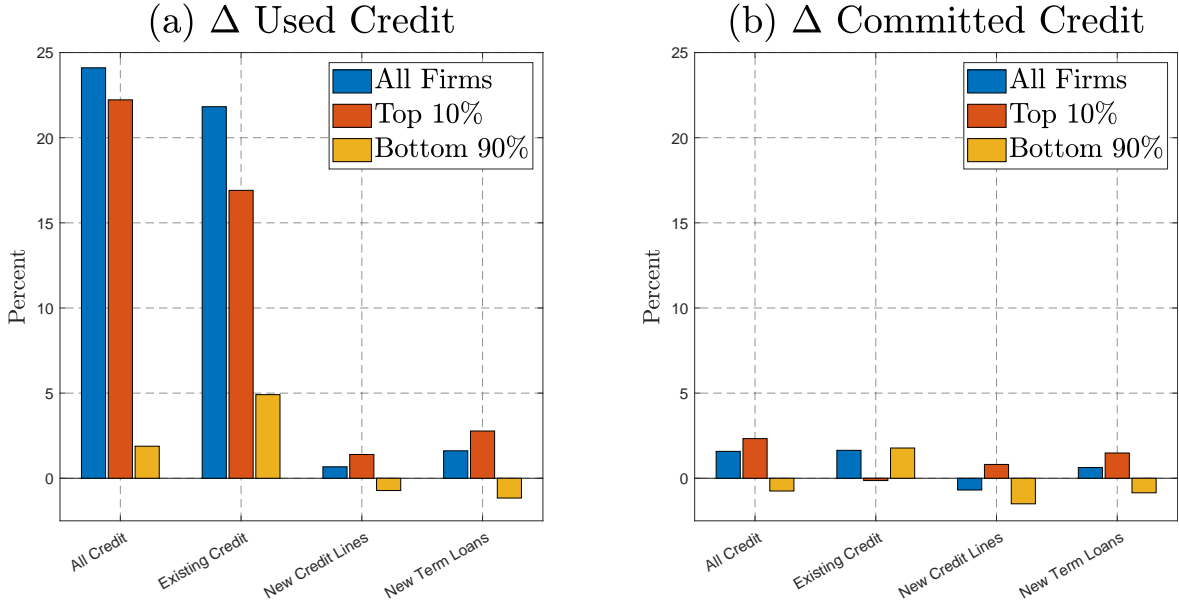 (a) Δ Used Credit
25
20
15
10
5
0
Percent
All Firms
Top 10%
Bottom 90%
All Credit
Existing Credit
New Credit Lines
New Term Loans
(b) Δ Committed Credit
25
20
15
10
5
0
Percent
All Firms
Top 10%
Bottom 90%
All Credit
Existing Credit
New Credit Lines
New Term Loans